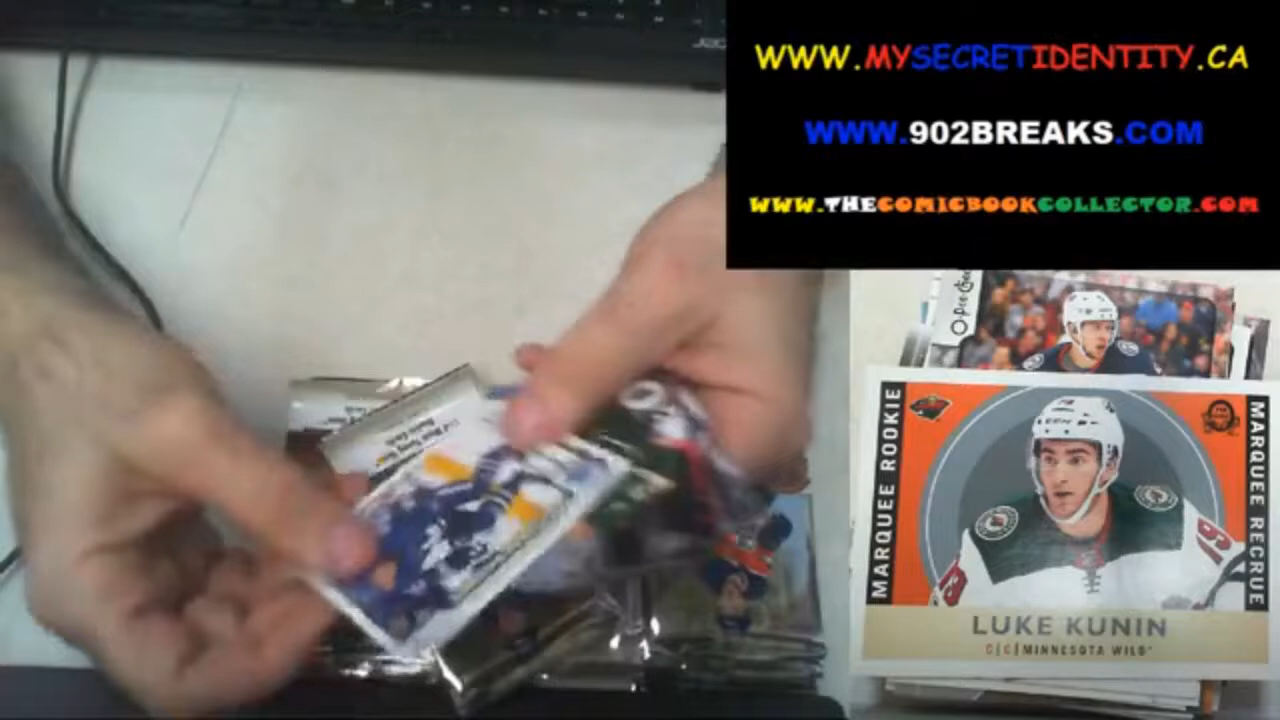 WWW.MYSECRETIDENTITY.CA
WWW.902BREAKS.COM
WWW.THECOMICBOOKCOLLECTOR.COM
O-Pee-Chee
MARQUEE ROOKIE
MARQUEE RECRUE
LUKE KUNIN
C|C|MINNESOTA WILD